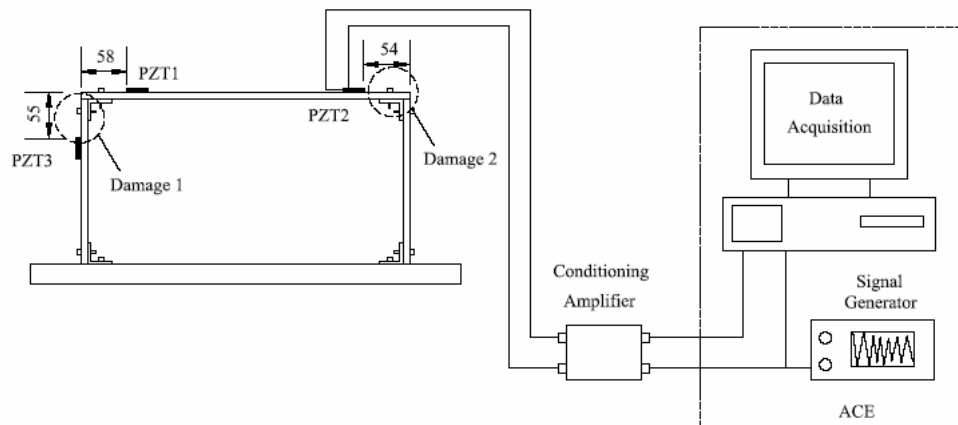 58
PZT1
54
55
PZT2
PZT3
Damage 1
Damage 2
Data
Acquisition
Conditioning
Amplifier
Signal
Generator
ACE